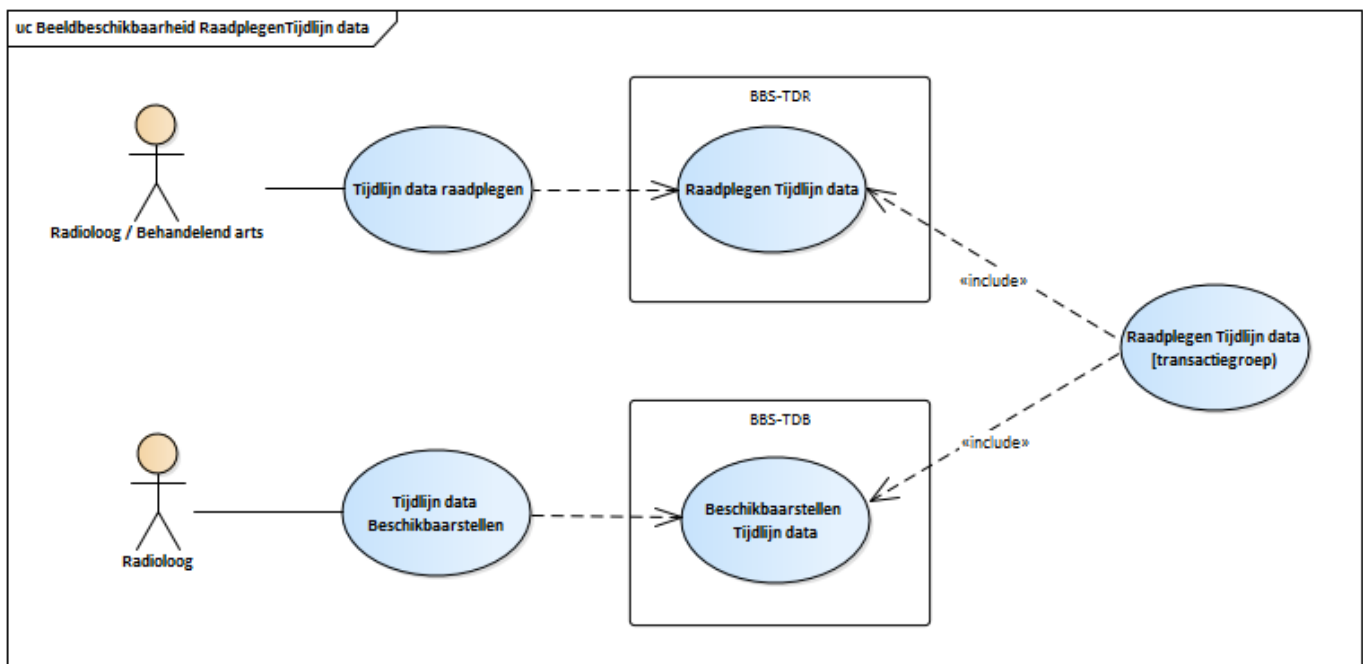 uc Beeldbeschikbaarheid RaadplegenTijdlijn data
BBS-TDR
Tijdlijn data raadplegen
Raadplegen Tijdlijn data
Radioloog / Behandelend arts
«include»
Raadplegen Tijdlijn data
[transactiegroep)
BBS-TDB
«include»
Tijdlijn data
Beschikbaarstellen
Beschikbaarstellen
Tijdlijn data
Radioloog